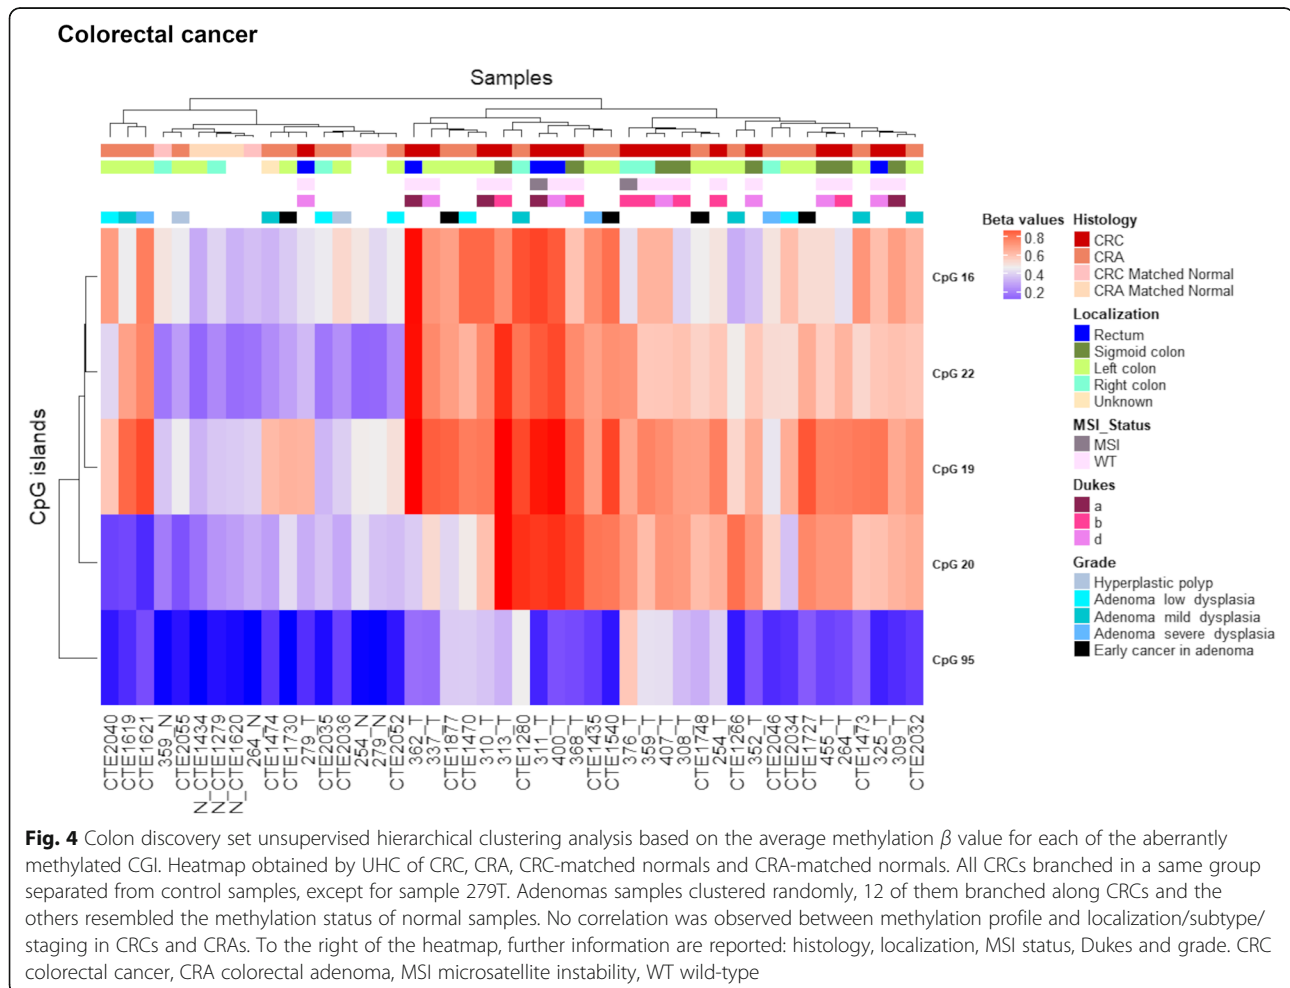 Colorectal cancer
Samples
Beta values
0.8
0.6
0.4
0.2
Histology
CRC
CRA
CRC Matched Normal
CRA Matched Normal
Localization
Rectum
Sigmoid colon
Left colon
Right colon
Unknown
MSI_Status
MSI
WT
Dukes
a
b
d
Grade
Hyperplastic polyp
Adenoma low dysplasia
Adenoma mild dysplasia
Adenoma severe dysplasia
Early cancer in adenoma
CpG islands
CpG 16
CpG 22
CpG 19
CpG 20
CpG 95
CTE2040
CTE1619
CTE1621
359_N
CTE2055
N_CTE1434
N_CTE1279
N_CTE1620
264_N
CTE1474
CTE1730
279_T
CTE2035
CTE2036
254_N
279_N
CTE2052
362_T
337_T
CTE1877
CTE1470
310_T
313_T
CTE1280
311_T
400_T
368_T
CTE1435
CTE1540
376_T
359_T
407_T
308_T
CTE1748
254_T
CTE1266
352_T
CTE2046
CTE2034
CTE1727
455_T
264_T
CTE1473
325_T
309_T
CTE2032
Fig. 4 Colon discovery set unsupervised hierarchical clustering analysis based on the average methylation β value for each of the aberrantly
methylated CGI. Heatmap obtained by UHC of CRC, CRA, CRC-matched normals and CRA-matched normals. All CRCs branched in a same group
separated from control samples, except for sample 279T. Adenomas samples clustered randomly, 12 of them branched along CRCs and the
others resembled the methylation status of normal samples. No correlation was observed between methylation profile and localization/subtype/
staging in CRCs and CRAs. To the right of the heatmap, further information are reported: histology, localization, MSI status, Dukes and grade. CRC
colorectal cancer, CRA colorectal adenoma, MSI microsatellite instability, WT wild-type